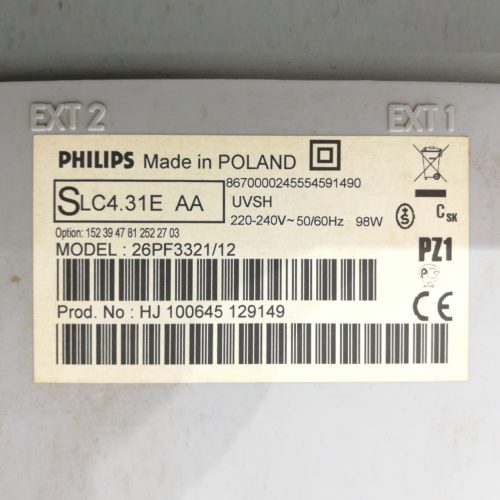 EXT 2
EXT 1
PHILIPS Made in POLAND
8670000245554591490
SLC4.31E AA
UVSH
220-240V~ 50/60Hz 98W
Option: 152 39 47 81 252 27 03
MODEL : 26PF3321/12
Prod. No : HJ 100645 129149
S
C SK
PZ1
CE